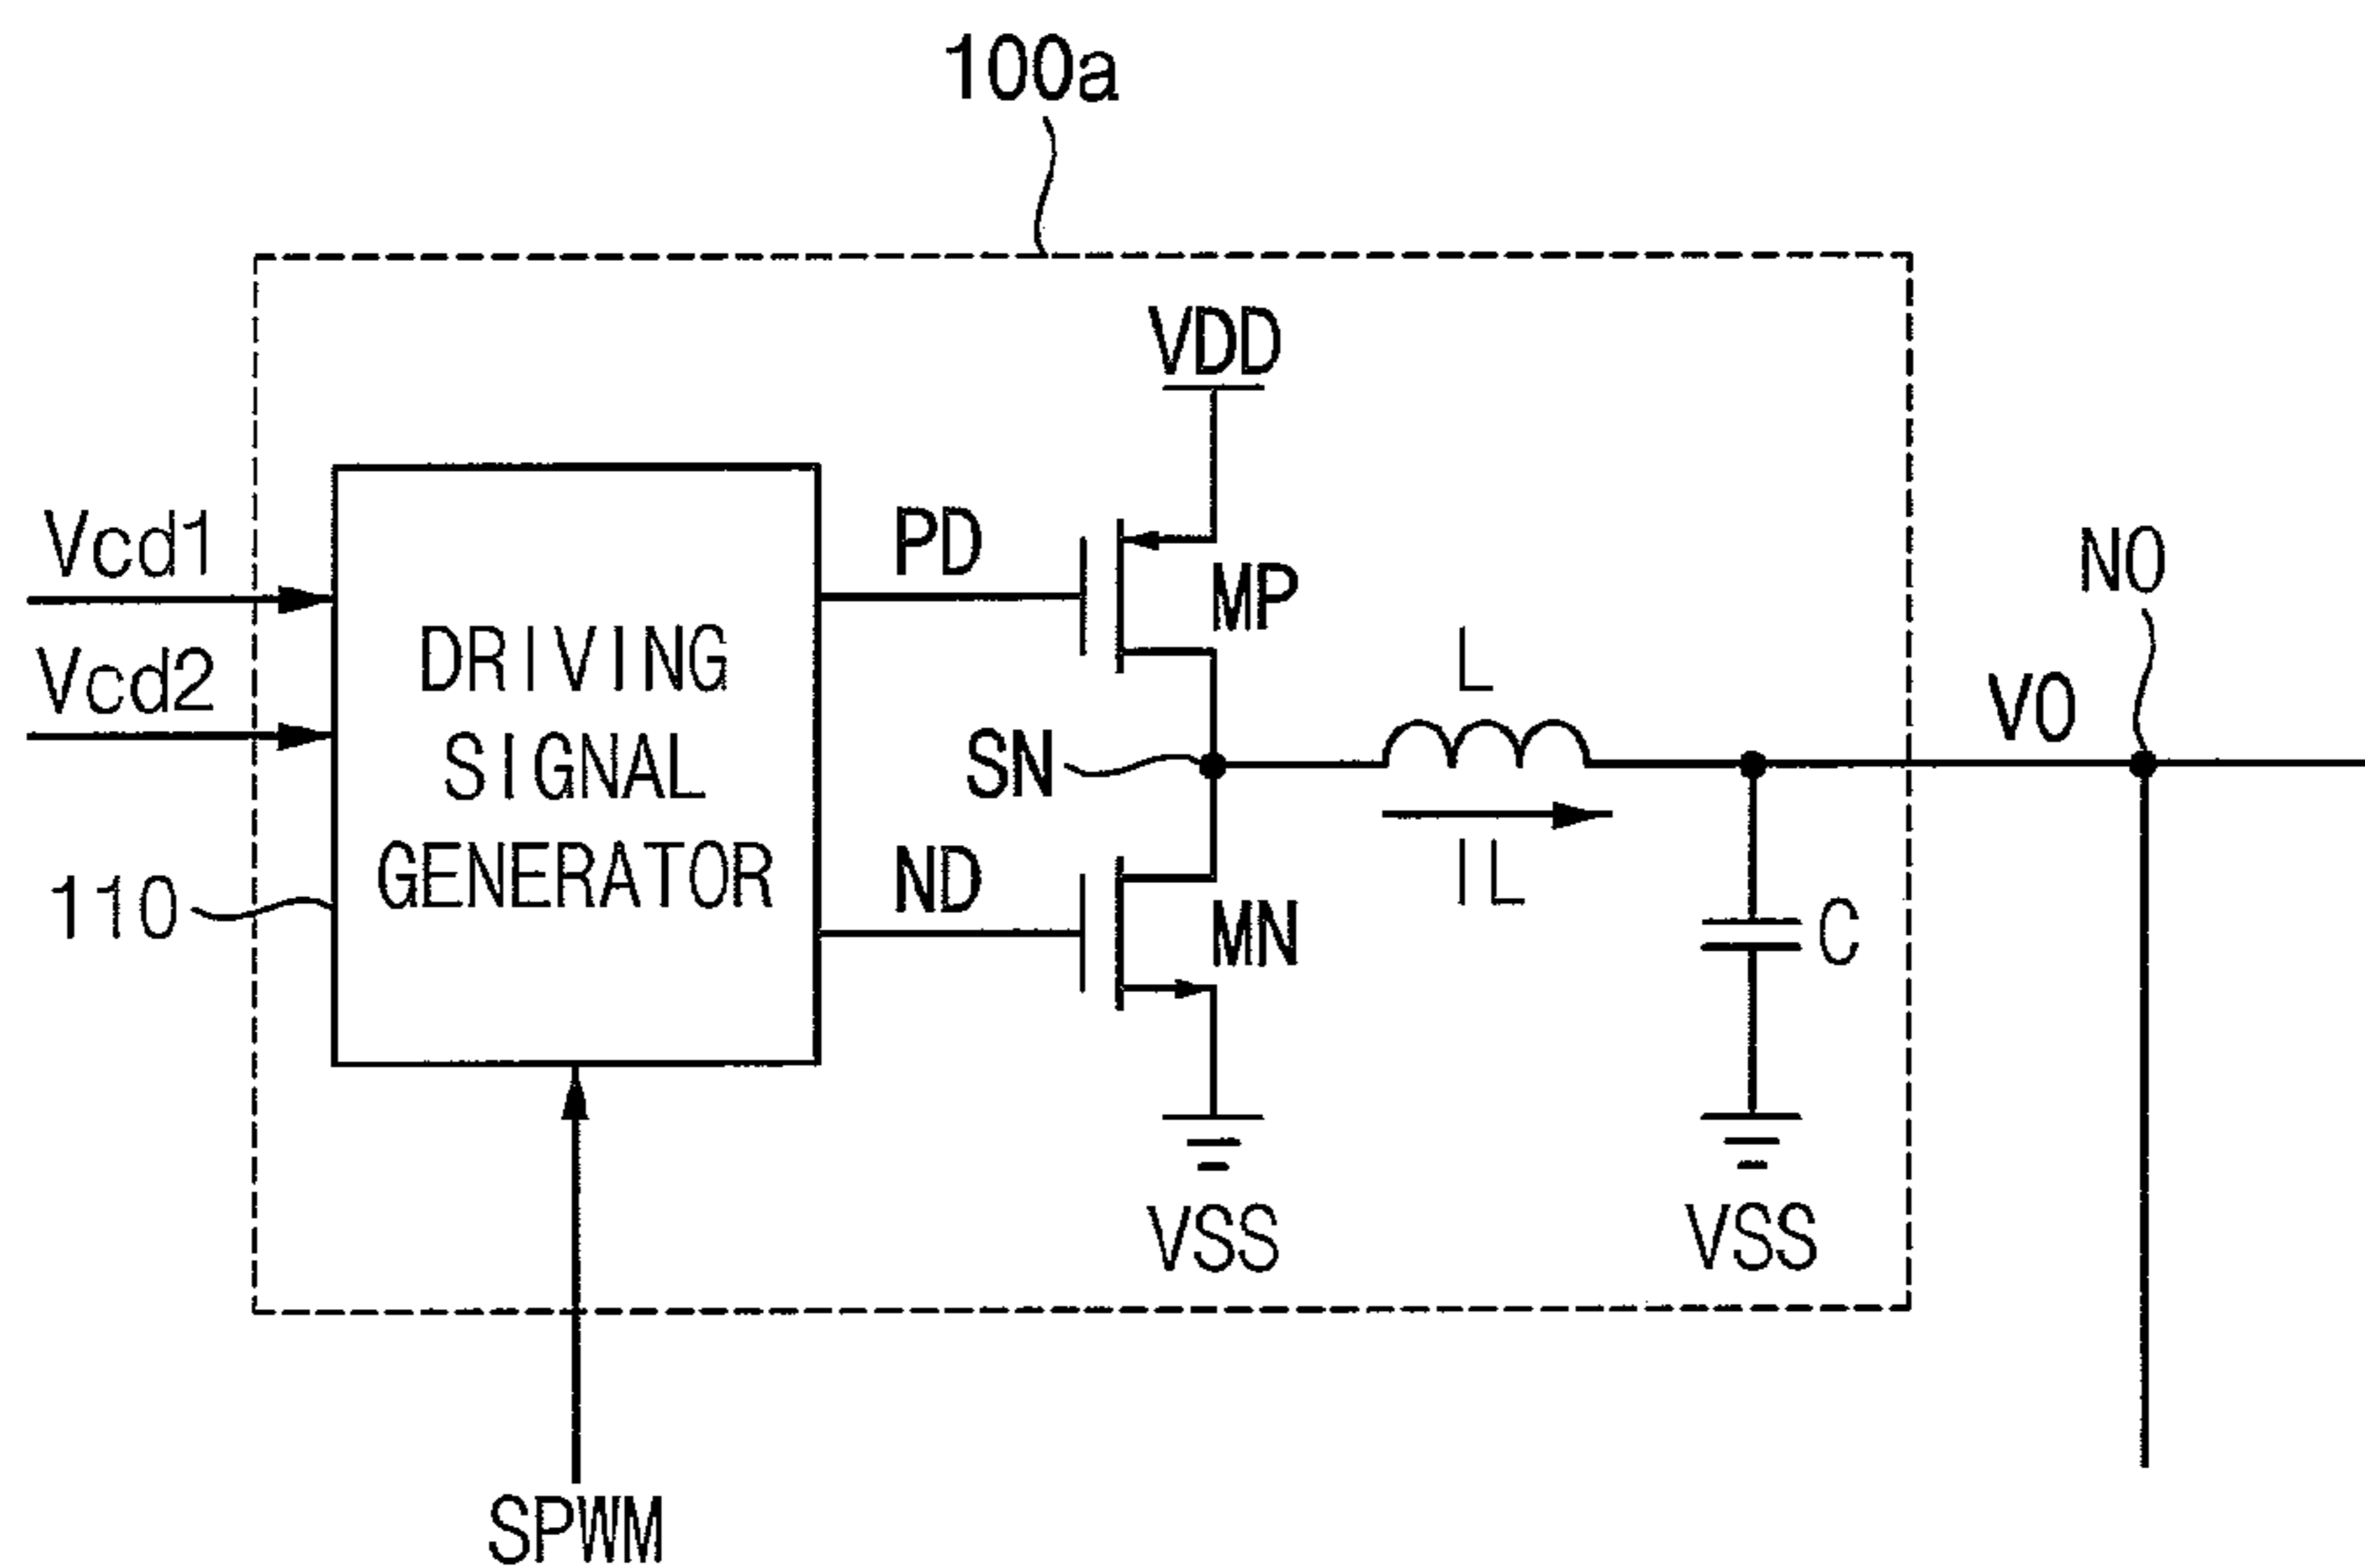 100a
VDD
Vcd1
PD
MP
NO
Vcd2
DRIVING
SIGNAL
GENERATOR
L
VO
SN
110
ND
MN
IL
C
VSS
VSS
SPWM